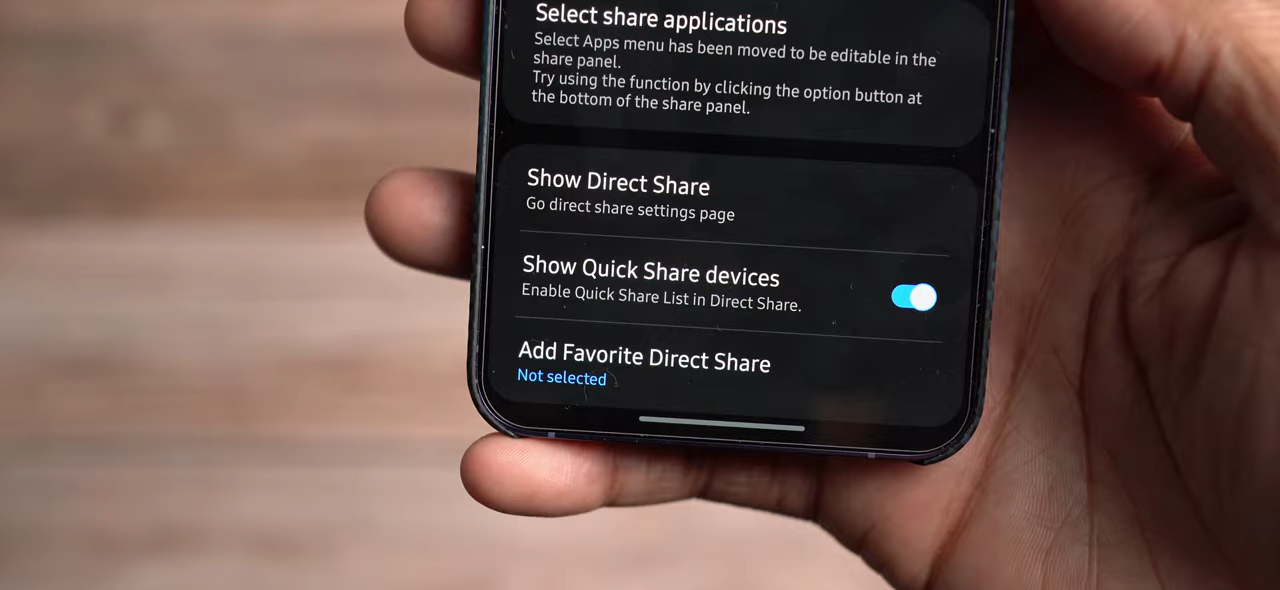 Select share applications
Select Apps menu has been moved to be editable in the
share panel.
Try using the function by clicking the option button at
the bottom of the share panel.
Show Direct Share
Go direct share settings page
Show Quick Share devices
Enable Quick Share List in Direct Share.
Add Favorite Direct Share
Not selected